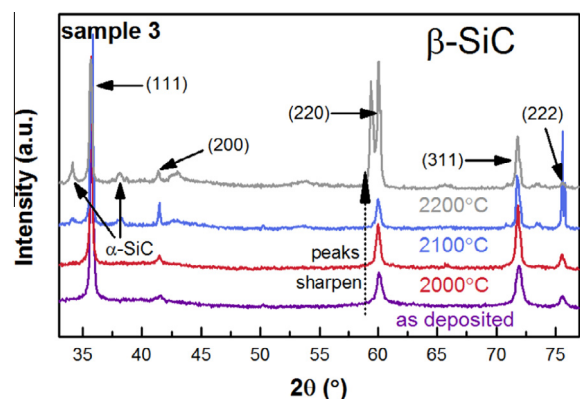 sample 3
β-SiC
(111)
(220)
(222)
(200)
(311)
2200°C
α-SiC
2100°C
peaks
sharpen
2000°C
as deposited
Intensity (a.u.)
35 40 45 50 55 60 65 70 75
2θ (°)